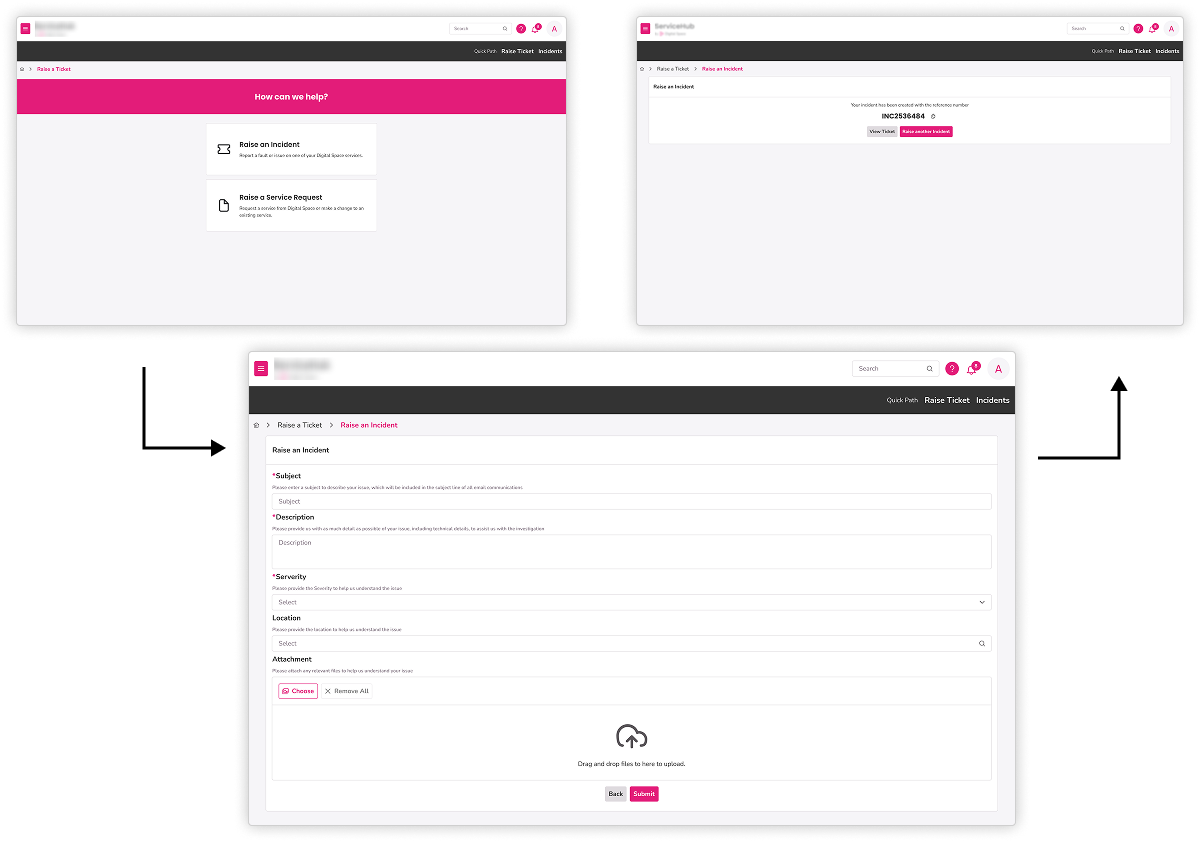 Search
?
A
Quick Path Raise Ticket Incidents
Raise a Ticket
How can we help?
Raise an Incident
Report a fault or issue on one of your Digital Space services.
Raise a Service Request
Request a service from Digital Space or make a change to an
existing service.
ServiceHub
Search
?
A
Quick Path Raise Ticket Incidents
Raise a Ticket > Raise an Incident
Raise an Incident
Your incident has been created with the reference number
INC2536484
View Ticket Raise another Incident
Search
?
A
Quick Path Raise Ticket Incidents
Raise a Ticket > Raise an Incident
Raise an Incident
*Subject
Please enter a subject to describe your issue, which will be included in the subject line of all email communications
Subject
*Description
Please provide us with as much detail as possible of your issue, including technical details, to assist us with the investigation
Description
*Serverity
Please provide the Severity to help us understand the issue
Select
Location
Please provide the location to help us understand the issue
Select
Attachment
Please attach any relevant files to help us understand your issue
Choose Remove All
Drag and drop files to here to upload.
Back Submit